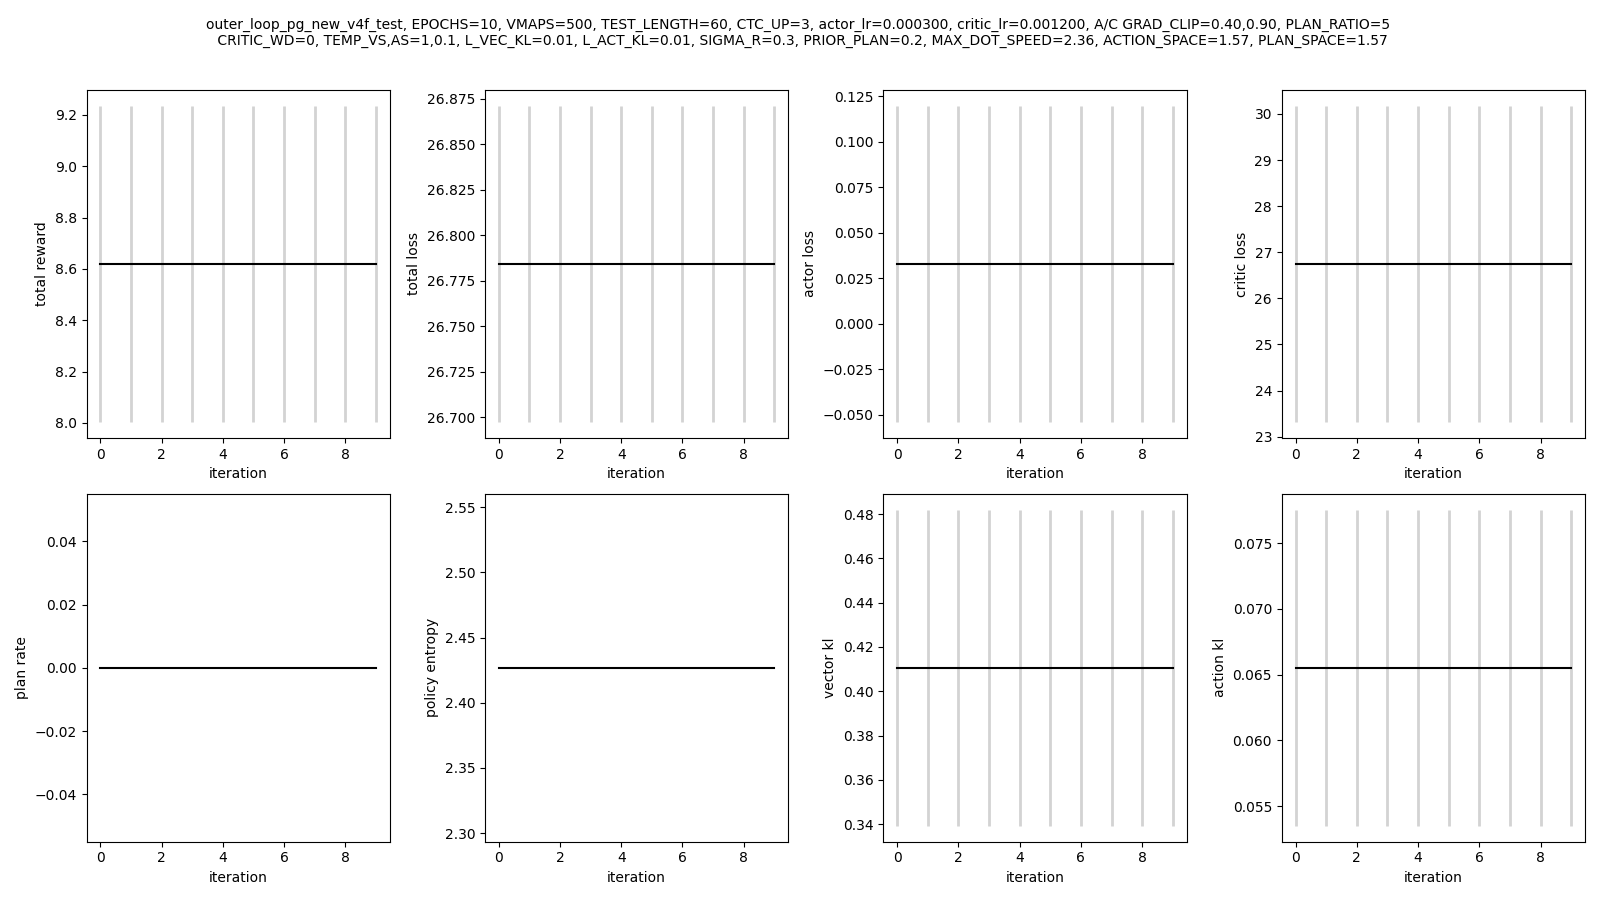 outer_loop_pg_new_v4f_test, EPOCHS=10, VMAPS=500, TEST_LENGTH=60, CTC_UP=3, actor_lr=0.000300, critic_lr=0.001200, A/C GRAD_CLIP=0.40,0.90, PLAN_RATIO=5
CRITIC_WD=0, TEMP_VS,AS=1,0.1, L_VEC_KL=0.01, L_ACT_KL=0.01, SIGMA_R=0.3, PRIOR_PLAN=0.2, MAX_DOT_SPEED=2.36, ACTION_SPACE=1.57, PLAN_SPACE=1.57
total reward
9.2
9.0
8.8
8.6
8.4
8.2
8.0
0 2 4 6 8
iteration
total loss
26.875
26.850
26.825
26.800
26.775
26.750
26.725
26.700
0 2 4 6 8
iteration
actor loss
0.125
0.100
0.075
0.050
0.025
0.000
−0.025
−0.050
0 2 4 6 8
iteration
critic loss
30
29
28
27
26
25
24
23
0 2 4 6 8
iteration
plan rate
0.04
0.02
0.00
−0.02
−0.04
0 2 4 6 8
iteration
policy entropy
2.55
2.50
2.45
2.40
2.35
2.30
0 2 4 6 8
iteration
vector kl
0.48
0.46
0.44
0.42
0.40
0.38
0.36
0.34
0 2 4 6 8
iteration
action kl
0.075
0.070
0.065
0.060
0.055
0 2 4 6 8
iteration